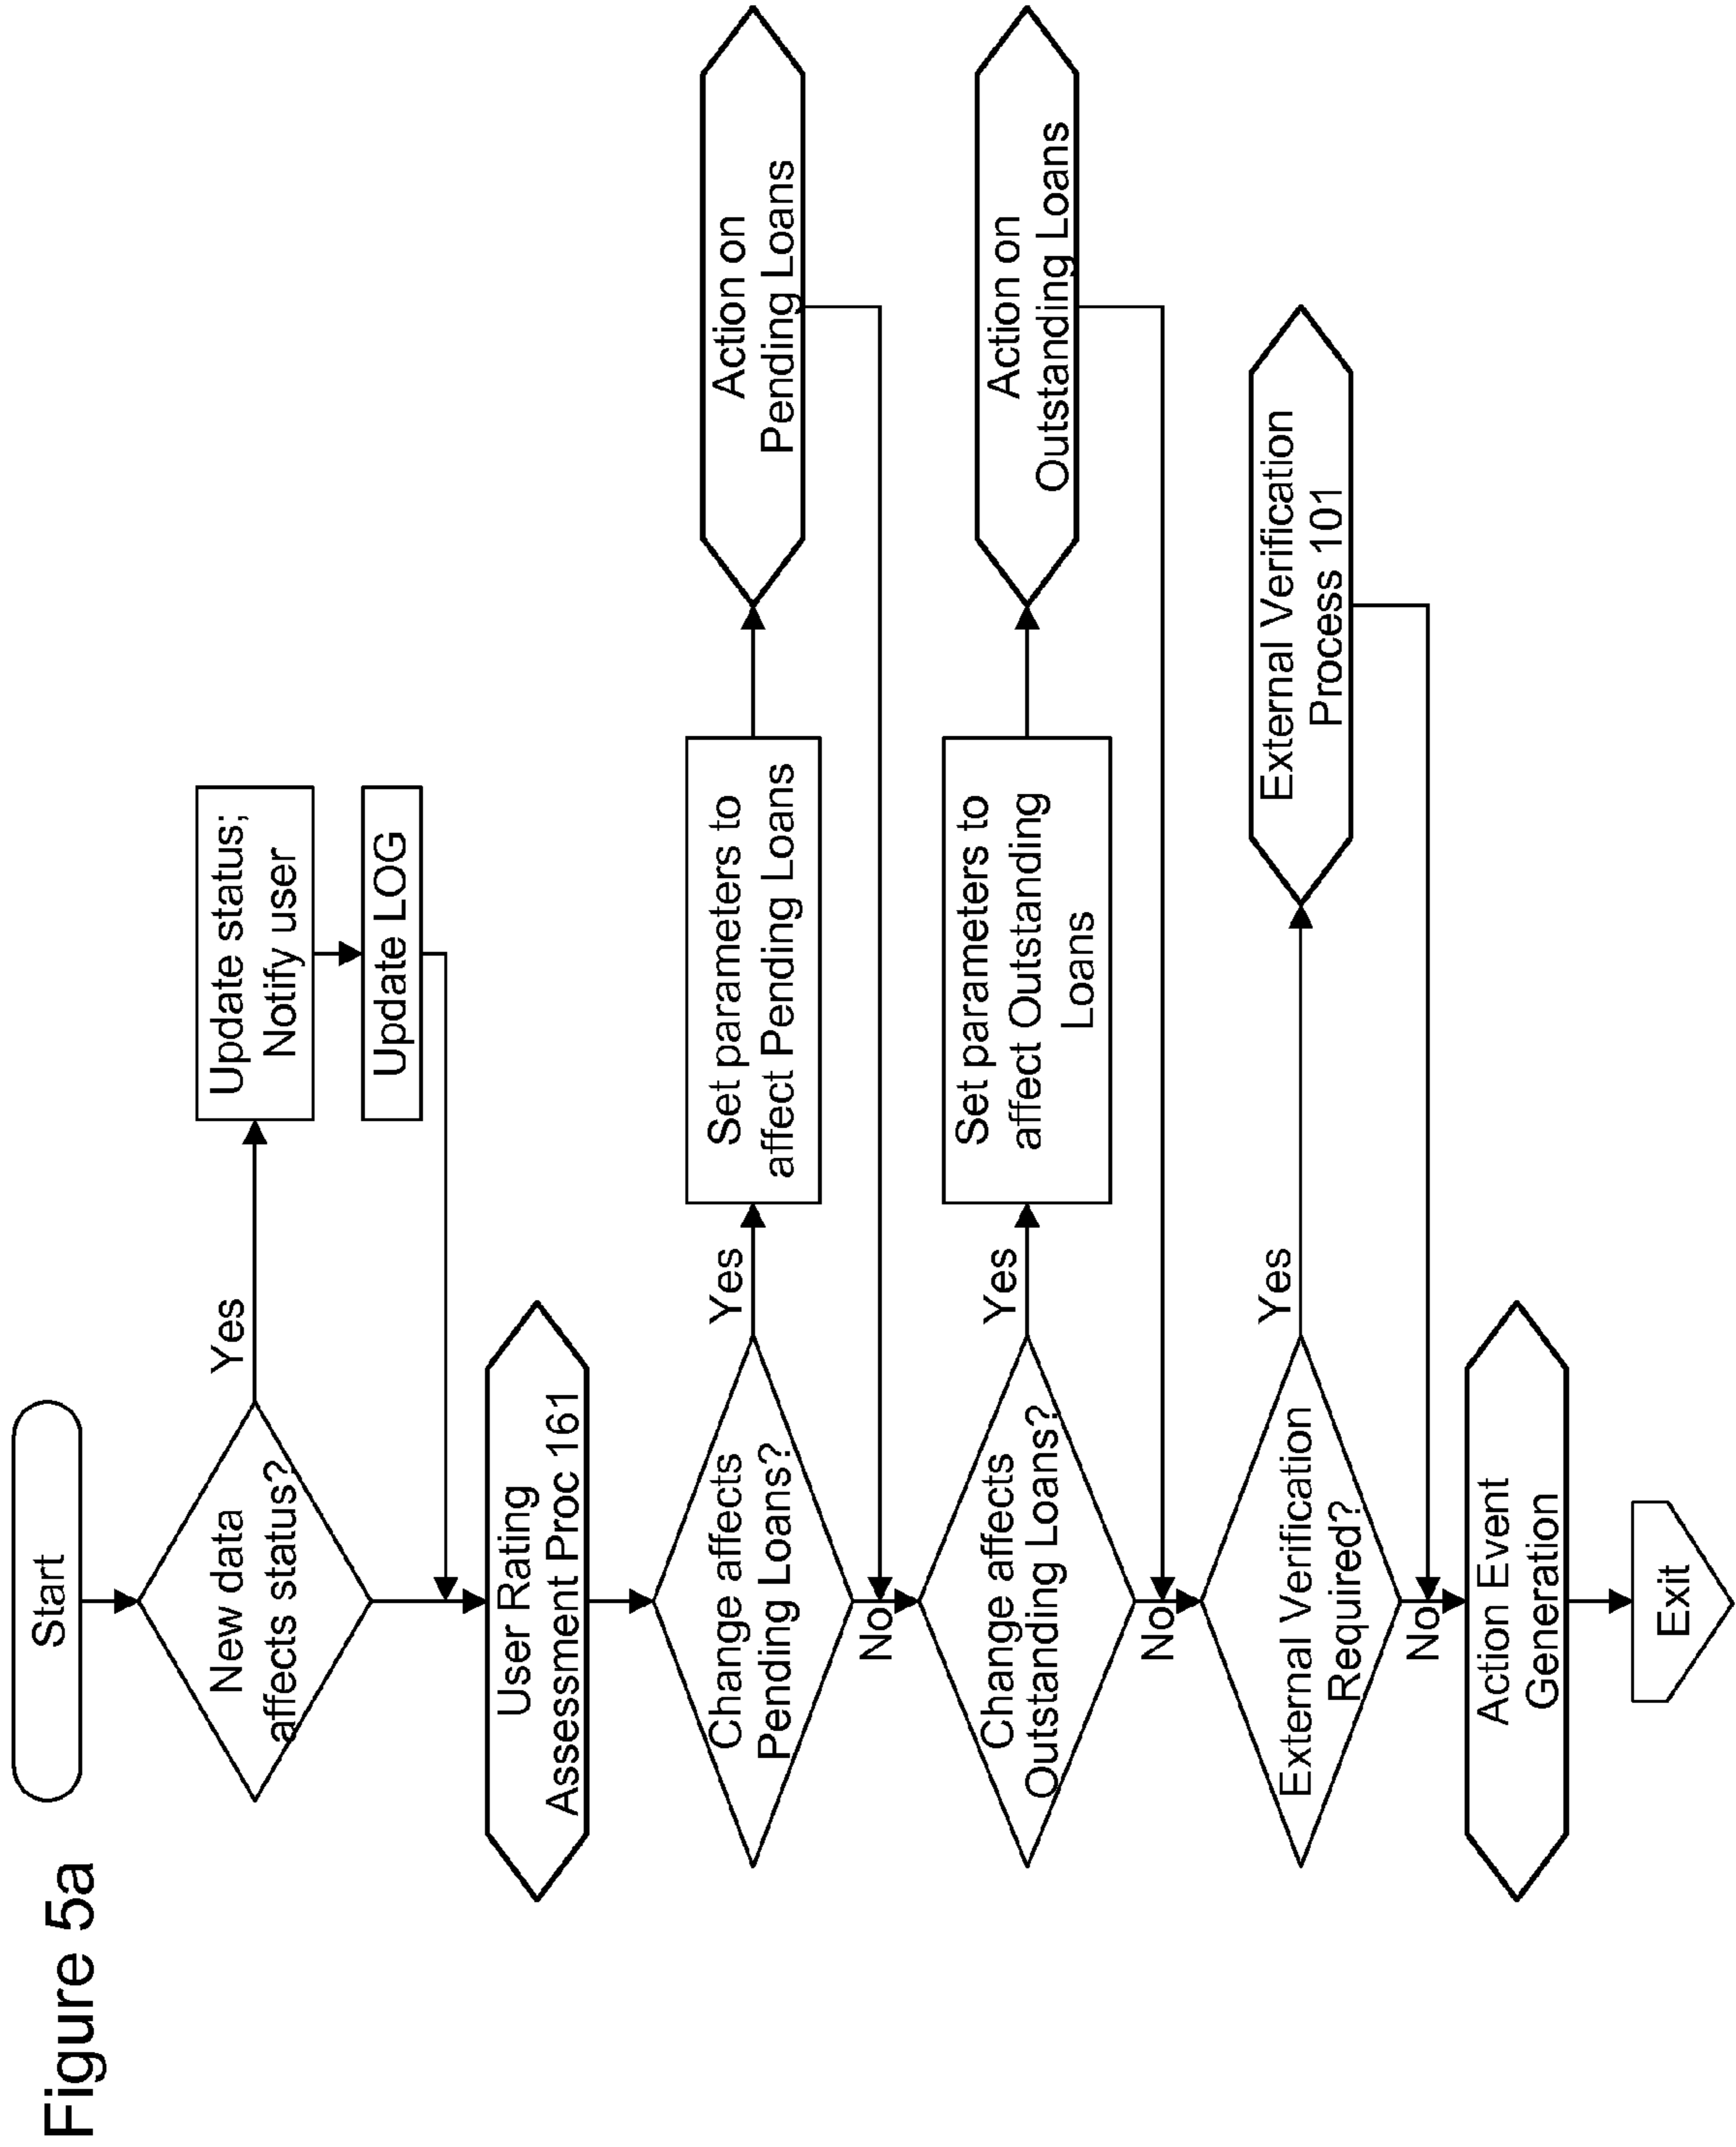 Figure 5a
Start
New data
affects status?
Yes
Update status;
Notify user
Update LOG
User Rating
Assessment Proc 161
Change affects
Pending Loans?
Yes
Set parameters to
affect Pending Loans
Action on
Pending Loans
No
Change affects
Outstanding Loans?
Yes
Set parameters to
affect Outstanding
Loans
Action on
Outstanding Loans
No
External Verification
Required?
Yes
External Verification
Process 101
No
Action Event
Generation
Exit